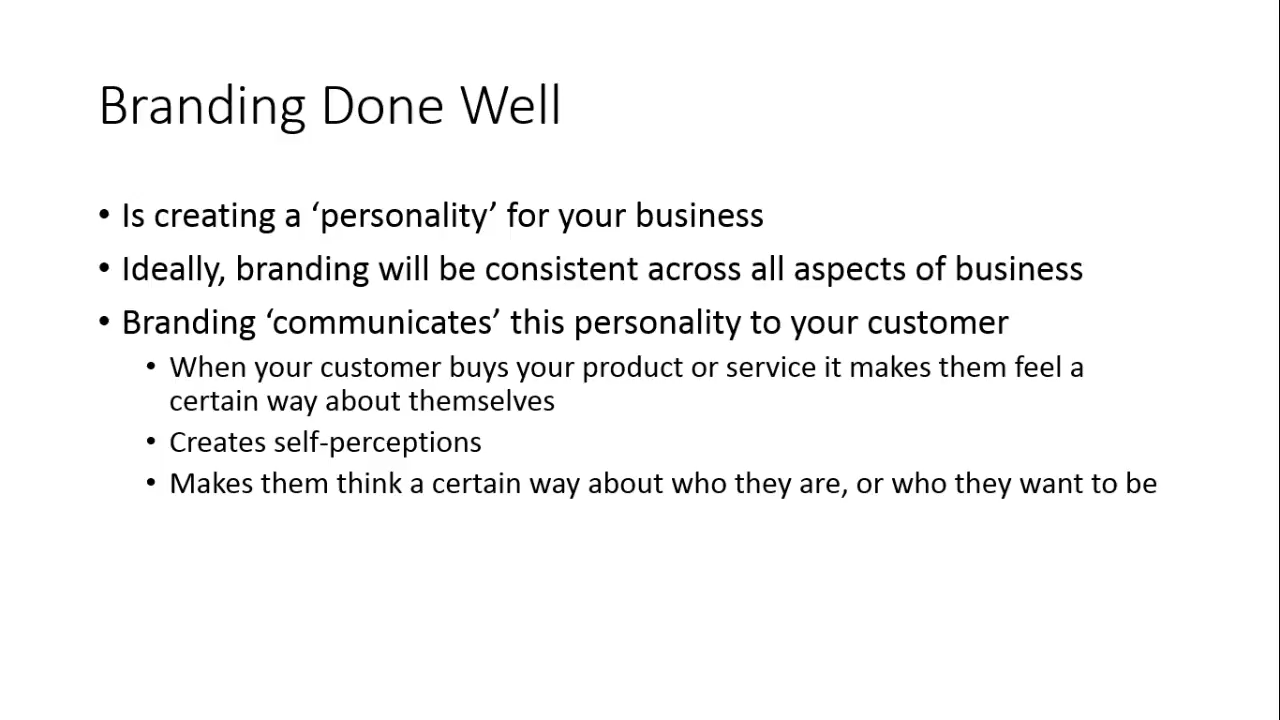 Branding Done Well
• Is creating a ‘personality’ for your business
• Ideally, branding will be consistent across all aspects of business
• Branding ‘communicates’ this personality to your customer
• When your customer buys your product or service it makes them feel a
certain way about themselves
• Creates self-perceptions
• Makes them think a certain way about who they are, or who they want to be